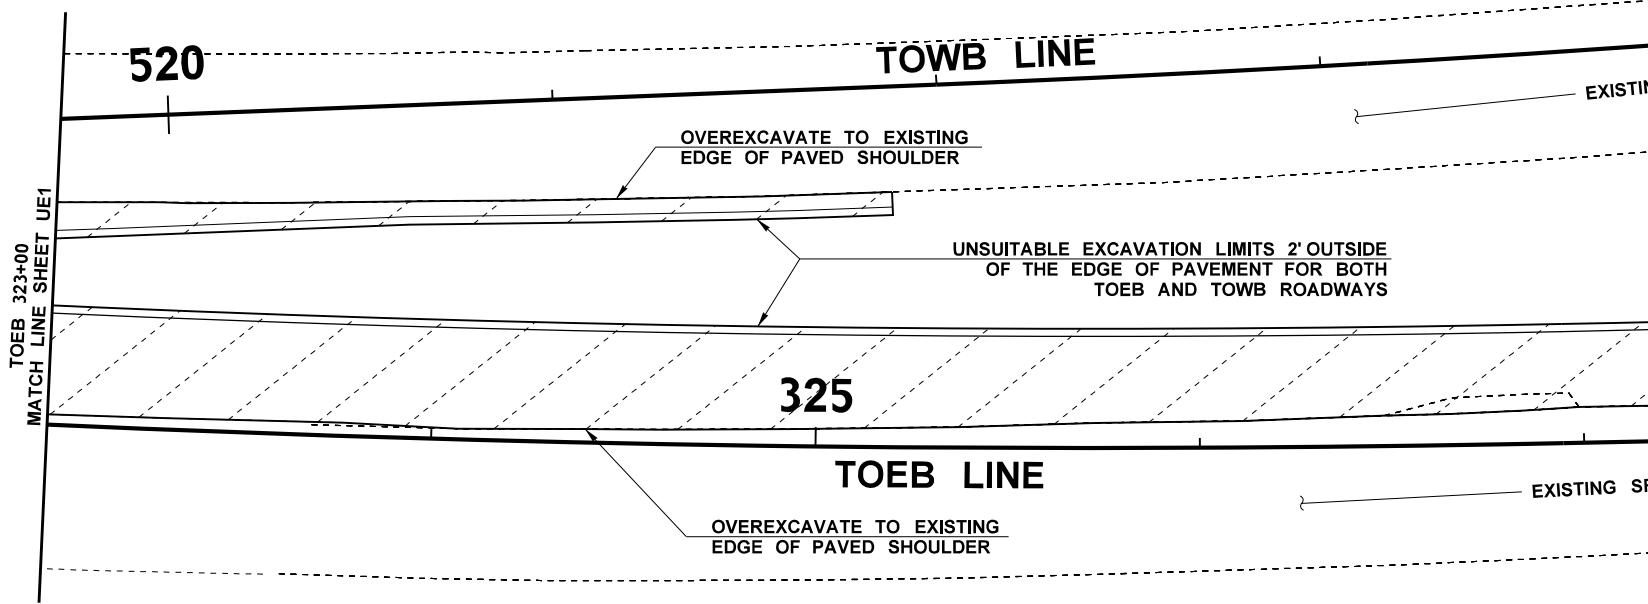 520
TOWB LINE
EXISTIN
OVEREXCAVATE TO EXISTING
EDGE OF PAVED SHOULDER
TOEB 323+00
MATCH LINE SHEET UE1
UNSUITABLE EXCAVATION LIMITS 2' OUTSIDE
OF THE EDGE OF PAVEMENT FOR BOTH
TOEB AND TOWB ROADWAYS
325
TOEB LINE
EXISTING SR
OVEREXCAVATE TO EXISTING
EDGE OF PAVED SHOULDER